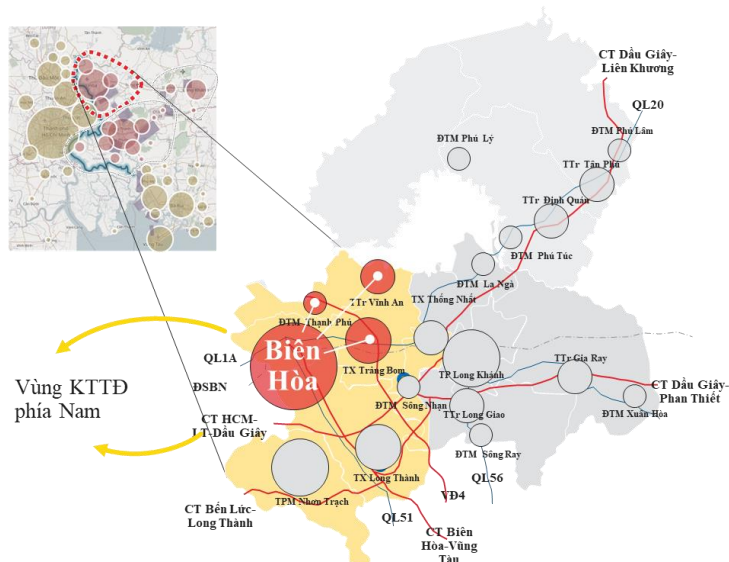 CT Dầu Giây-
Liên Khương
QL20
ĐTM Phú Lâm
ĐTM Phú Lý
TTr Tân Phú
TTr Định Quán
ĐTM Phú Túc
ĐTM La Ngà
TTr Vĩnh An
TX Thống Nhất
ĐTM Thạnh Phú
Biên
Hòa
QL1A
TX Trảng Bom
TP Long Khánh
TTr Gia Ray
ĐSBN
CT Dầu Giây-
Phan Thiết
Vùng KTTĐ
phía Nam
ĐTM Sông Nhạn
ĐTM Xuân Hòa
TTr Long Giao
CT HCM-
LT-Dầu Giây
ĐTM Sông Ray
TX Long Thành
QL56
TPM Nhơn Trạch
VĐ4
CT Bến Lức-
Long Thành
QL51
CT Biên
Hòa-Vũng
Tàu